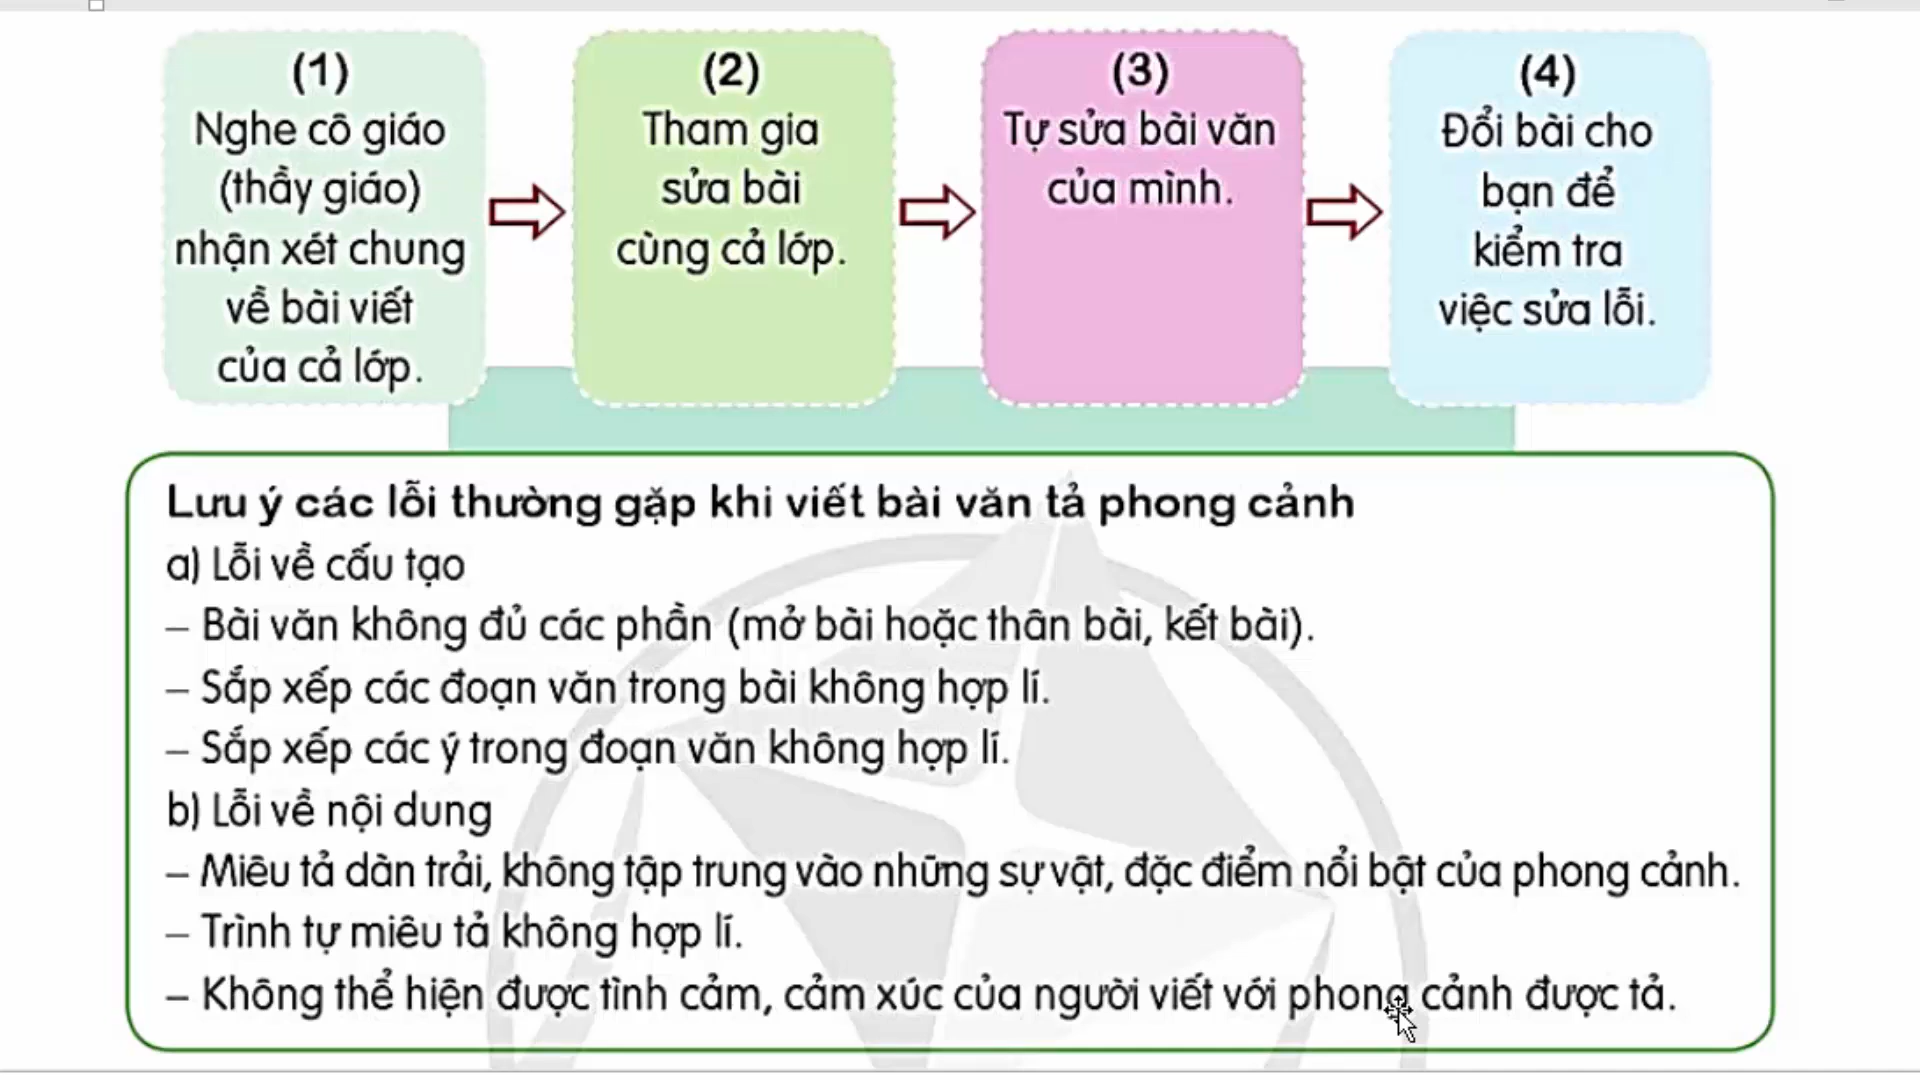 (1)
Nghe cô giáo
(thầy giáo)
nhận xét chung
về bài viết
của cả lớp.
(2)
Tham gia
sửa bài
cùng cả lớp.
(3)
Tự sửa bài văn
của mình.
(4)
Đổi bài cho
bạn để
kiểm tra
việc sửa lỗi.
Lưu ý các lỗi thường gặp khi viết bài văn tả phong cảnh
a) Lỗi về cấu tạo
– Bài văn không đủ các phần (mở bài hoặc thân bài, kết bài).
– Sắp xếp các đoạn văn trong bài không hợp lí.
– Sắp xếp các ý trong đoạn văn không hợp lí.
b) Lỗi về nội dung
– Miêu tả dàn trải, không tập trung vào những sự vật, đặc điểm nổi bật của phong cảnh.
– Trình tự miêu tả không hợp lí.
– Không thể hiện được tình cảm, cảm xúc của người viết với phong cảnh được tả.